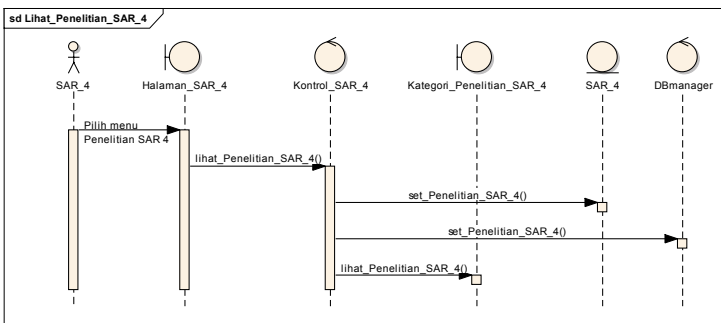 sd Lihat_Penelitian_SAR_4
SAR_4
Halaman_SAR_4
Kontrol_SAR_4
Kategori_Penelitian_SAR_4
SAR_4
DBmanager
Pilih menu
Penelitian SAR 4
lihat_Penelitian_SAR_4()
set_Penelitian_SAR_4()
set_Penelitian_SAR_4()
lihat_Penelitian_SAR_4()